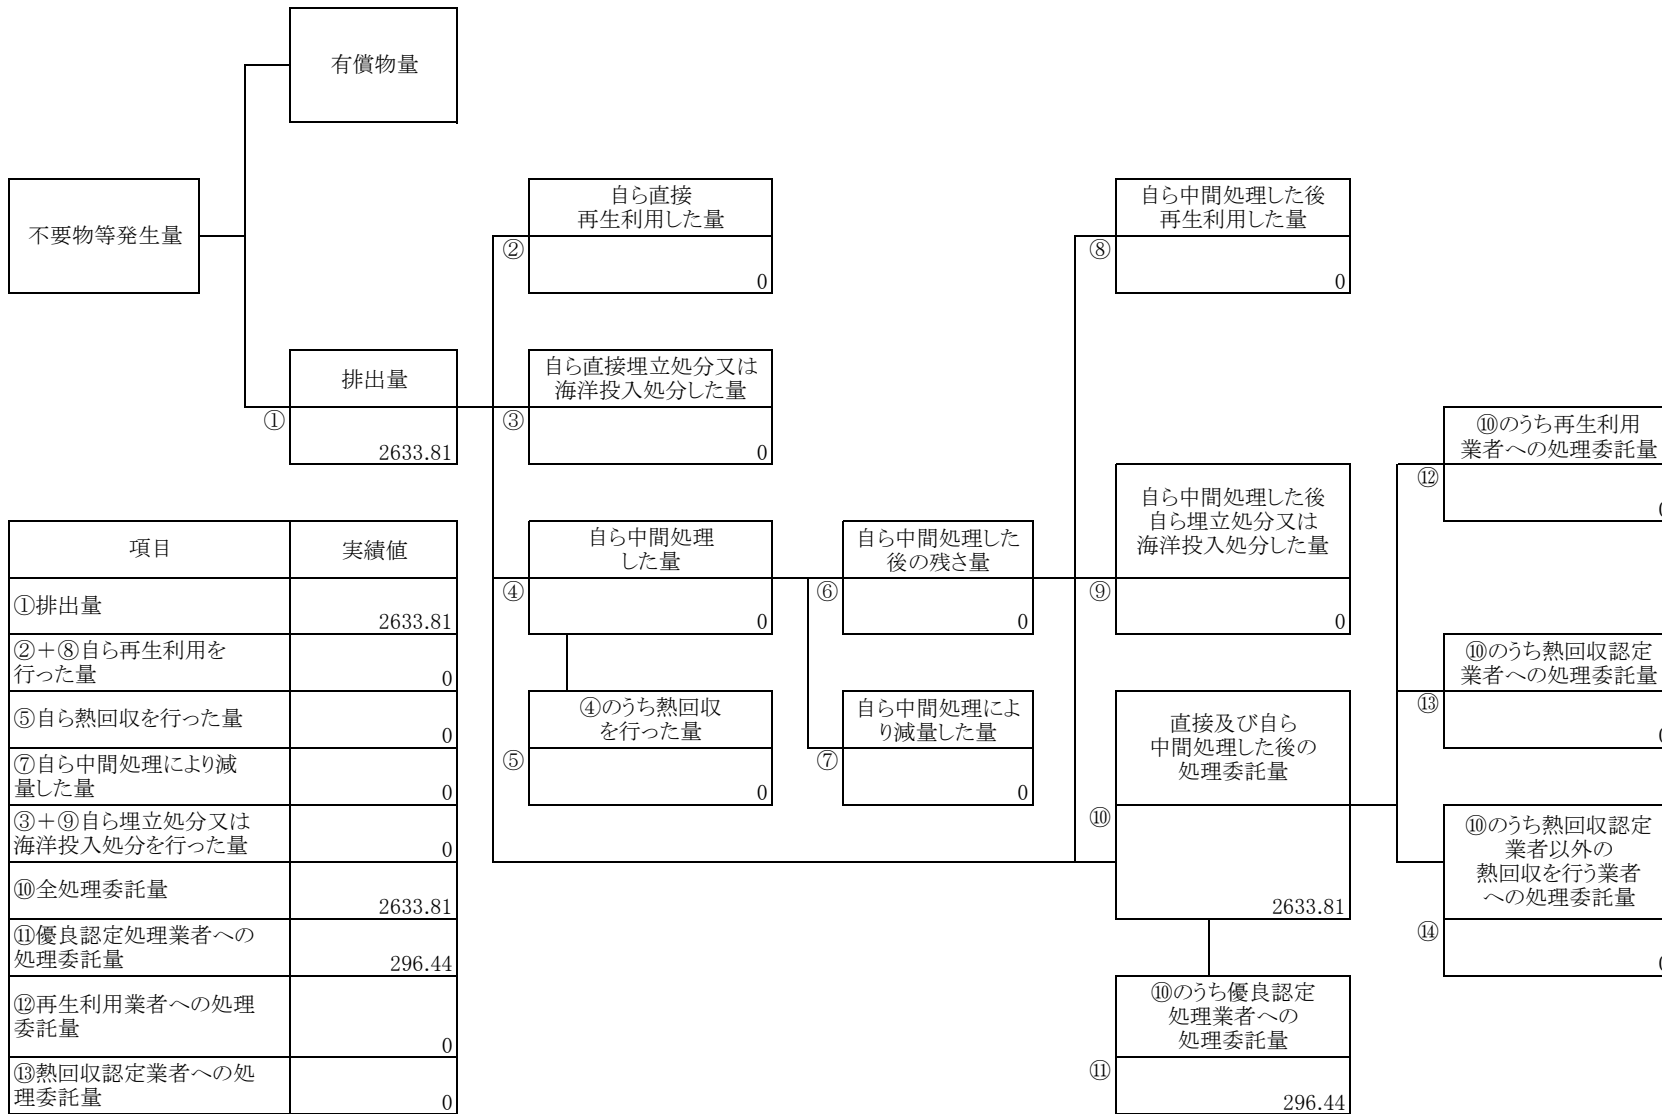 有償物量
不要物等発生量
自ら直接
再生利用した量
②
0
自ら中間処理した後
再生利用した量
⑧
0
排出量
①
2633.81
自ら直接埋立処分又は
海洋投入処分した量
③
0
⑩のうち再生利用
業者への処理委託量
⑫
0
自ら中間処理した後
自ら埋立処分又は
海洋投入処分した量
⑨
0
自ら中間処理
した量
④
0
自ら中間処理した
後の残さ量
⑥
0
⑩のうち熱回収認定
業者への処理委託量
⑬
0
④のうち熱回収
を行った量
⑤
0
自ら中間処理によ
り減量した量
⑦
0
直接及び自ら
中間処理した後の
処理委託量
⑩
2633.81
⑩のうち熱回収認定
業者以外の
熱回収を行う業者
への処理委託量
⑭
0
⑩のうち優良認定
処理業者への
処理委託量
⑪
296.44
項目
実績値
①排出量
2633.81
②+⑧自ら再生利用を
行った量
0
⑤自ら熱回収を行った量
0
⑦自ら中間処理により減
量した量
0
③+⑨自ら埋立処分又は
海洋投入処分を行った量
0
⑩全処理委託量
2633.81
⑪優良認定処理業者への
処理委託量
296.44
⑫再生利用業者への処理
委託量
0
⑬熱回収認定業者への処
理委託量
0